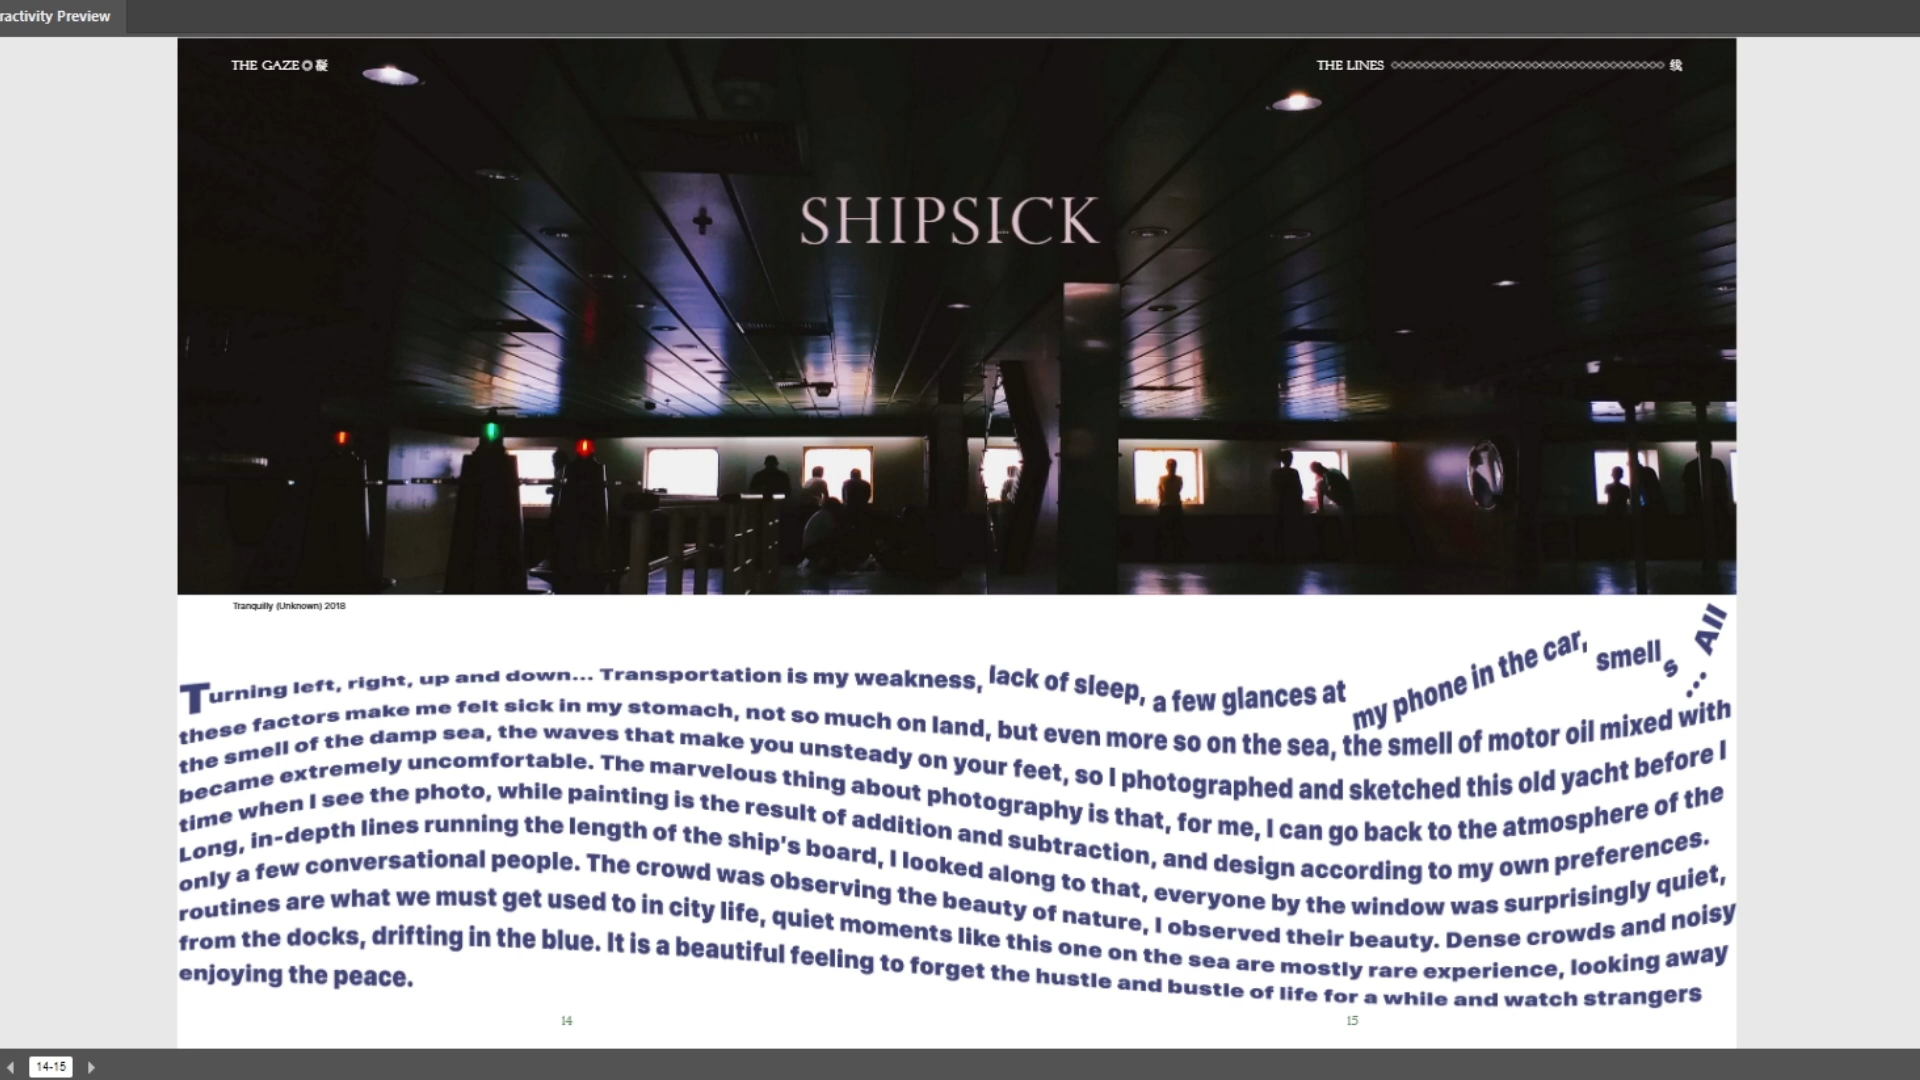 ractivity Preview
THE GAZE 凝
THE LINES 线
SHIPSICK
Tranquilly (Unknown) 2018
Turning left, right, up and down... Transportation is my weakness, lack of sleep, a few glances at my phone in the car, smells ... All
these factors make me felt sick in my stomach, not so much on land, but even more so on the sea, the smell of motor oil mixed with
the smell of the damp sea, the waves that make you unsteady on your feet, so I photographed and sketched this old yacht before I
became extremely uncomfortable. The marvelous thing about photography is that, for me, I can go back to the atmosphere of the
time when I see the photo, while painting is the result of addition and subtraction, and design according to my own preferences.
Long, in-depth lines running the length of the ship's board, I looked along to that, everyone by the window was surprisingly quiet,
only a few conversational people. The crowd was observing the beauty of nature, I observed their beauty. Dense crowds and noisy
routines are what we must get used to in city life, quiet moments like this one on the sea are mostly rare experience, looking away
from the docks, drifting in the blue. It is a beautiful feeling to forget the hustle and bustle of life for a while and watch strangers
enjoying the peace.
14
15
14-15